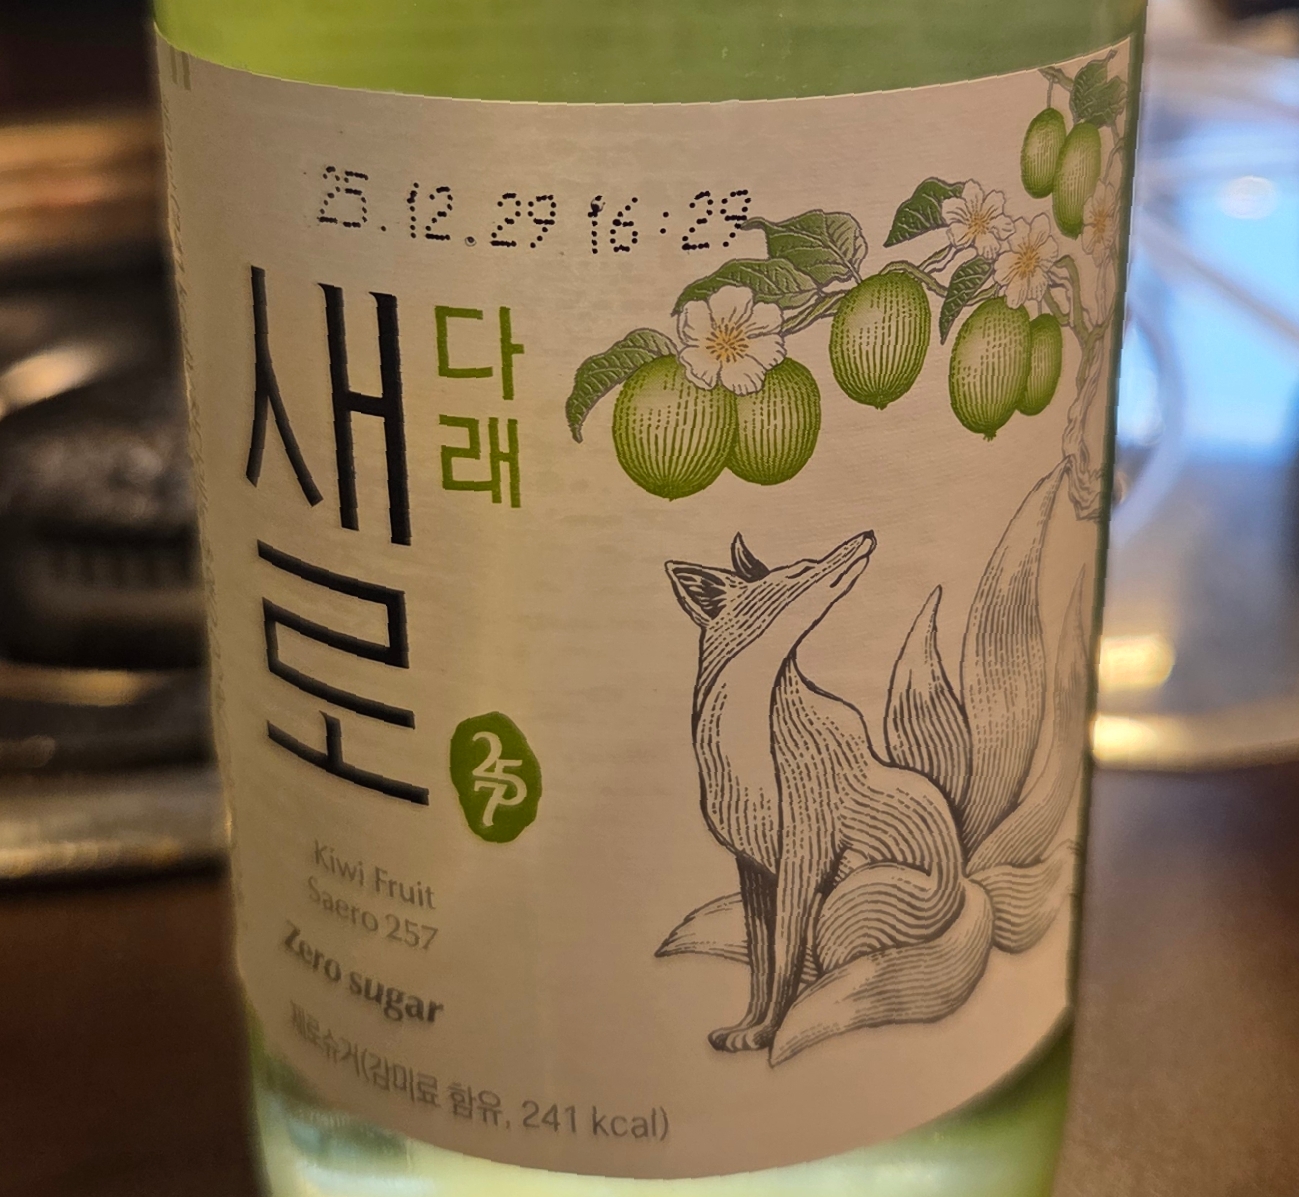 25.12.29 16:29
새로
다래
257
Kiwi Fruit
Saero 257
Zero sugar
제로슈거(감미료 함유, 241 kcal)